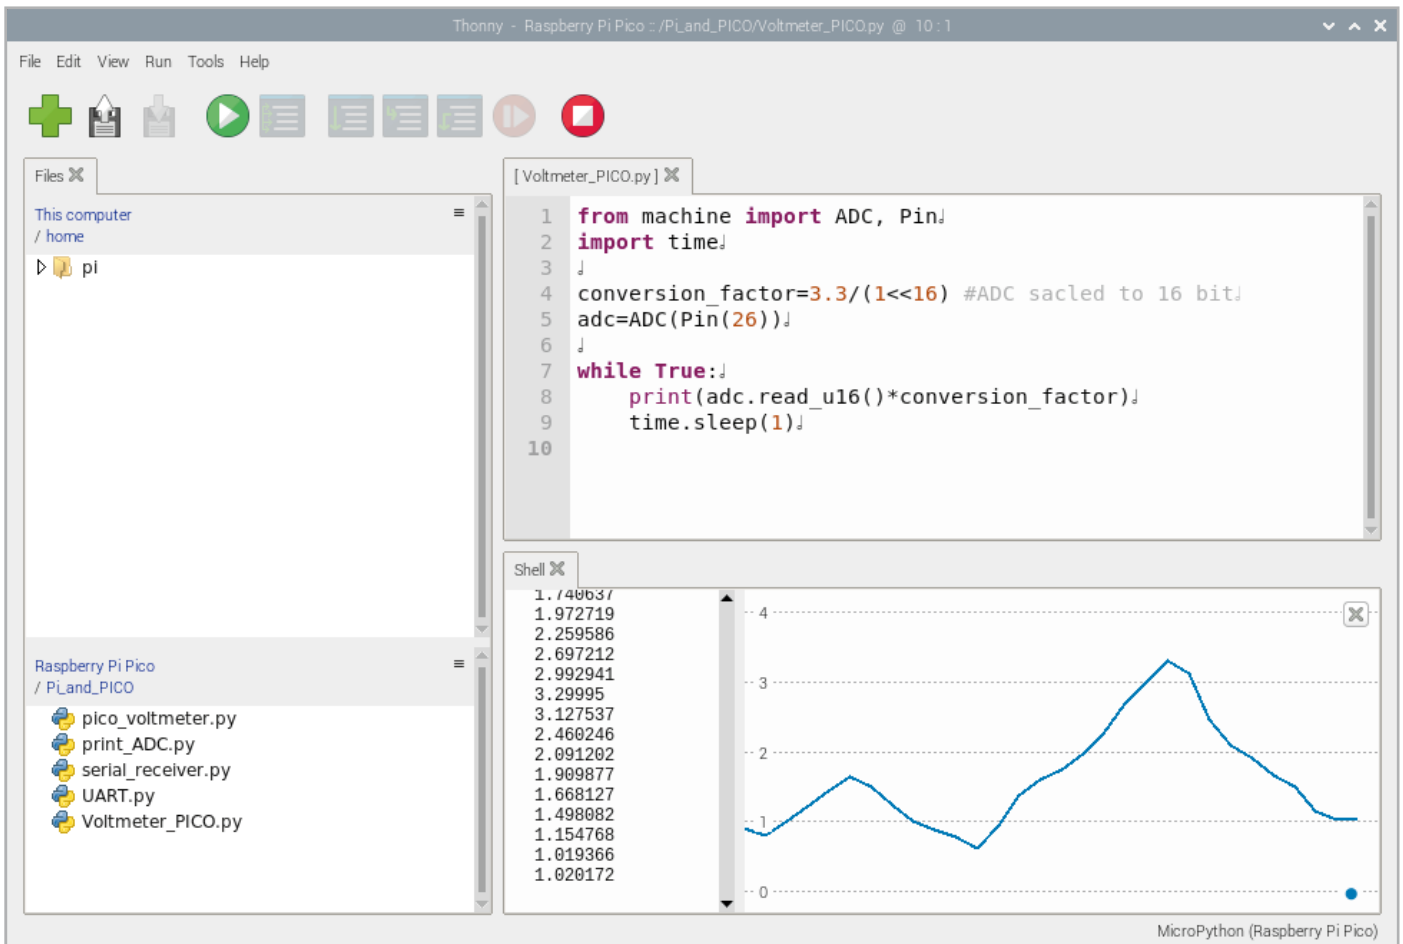 Thonny - Raspberry Pi Pico :: /Pi_and_PICO/Voltmeter_PICO.py @ 10 : 1
File Edit View Run Tools Help
Files
This computer
/ home
pi
Raspberry Pi Pico
/ Pi_and_PICO
pico_voltmeter.py
print_ADC.py
serial_receiver.py
UART.py
Voltmeter_PICO.py
[ Voltmeter_PICO.py ]
1 from machine import ADC, Pin
2 import time
3
4 conversion_factor=3.3/(1<<16) #ADC sacled to 16 bit
5 adc=ADC(Pin(26))
6
7 while True:
8     print(adc.read_u16()*conversion_factor)
9     time.sleep(1)
10
Shell
1.740637
1.972719
2.259586
2.697212
2.992941
3.29995
3.127537
2.460246
2.091202
1.909877
1.668127
1.498082
1.154768
1.019366
1.020172
4
3
2
1
0
MicroPython (Raspberry Pi Pico)